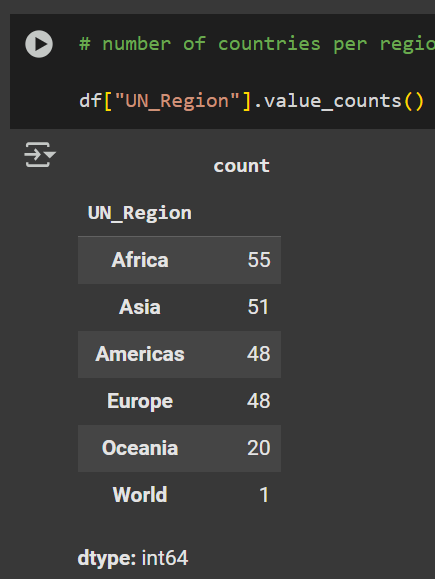 # number of countries per regio
df["UN_Region"].value_counts()
count
UN_Region
Africa 55
Asia 51
Americas 48
Europe 48
Oceania 20
World 1
dtype: int64